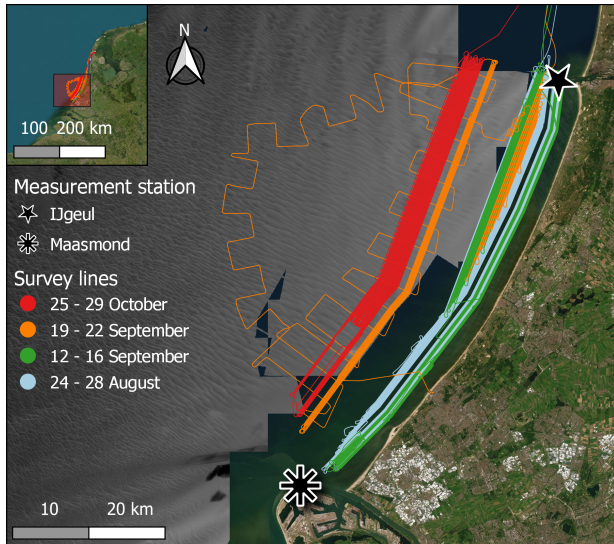 N
100 200 km
Measurement station
IJgeul
Maasmond
Survey lines
25 - 29 October
19 - 22 September
12 - 16 September
24 - 28 August
10 20 km